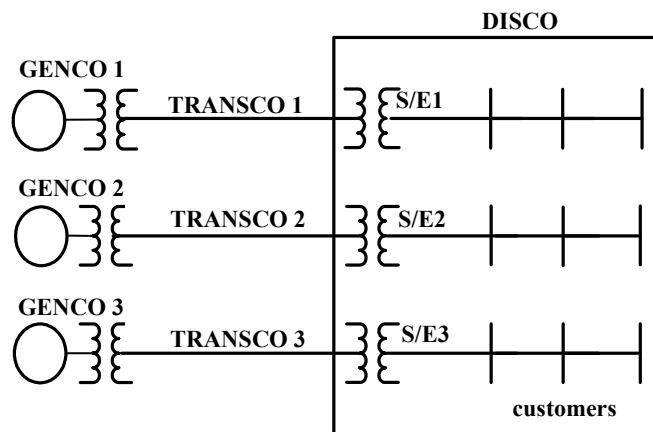 DISCO
GENCO 1
TRANSCO 1
S/E1
GENCO 2
TRANSCO 2
S/E2
GENCO 3
TRANSCO 3
S/E3
customers